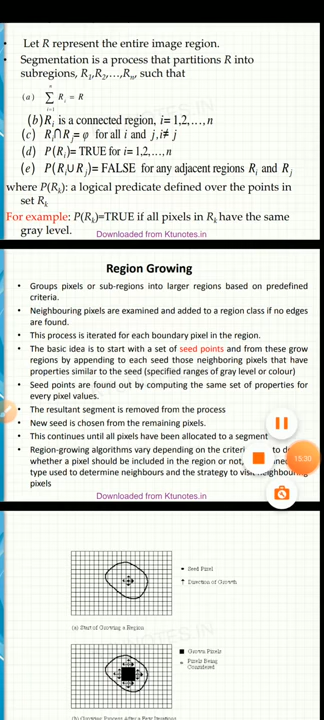 • Let R represent the entire image region.
• Segmentation is a process that partitions R into
subregions, R1,R2,…,Rn, such that
(a) n ∑ i=1 Ri = R
(b) Ri is a connected region, i=1,2,…,n
(c) Ri∩Rj= φ for all i and j,i≠ j
(d) P(Ri)= TRUE for i=1,2,…,n
(e) P(Ri∪Rj)= FALSE for any adjacent regions Ri and Rj
where P(Rk): a logical predicate defined over the points in
set Rk
For example: P(Rk)=TRUE if all pixels in Rk have the same
gray level.
Downloaded from Ktunotes.in
Region Growing
• Groups pixels or sub-regions into larger regions based on predefined
criteria.
• Neighbouring pixels are examined and added to a region class if no edges
are found.
• This process is iterated for each boundary pixel in the region.
• The basic idea is to start with a set of seed points and from these grow
regions by appending to each seed those neighboring pixels that have
properties similar to the seed (specified ranges of gray level or colour)
• Seed points are found out by computing the same set of properties for
every pixel values.
• The resultant segment is removed from the process
• New seed is chosen from the remaining pixels.
• This continues until all pixels have been allocated to a segment
• Region-growing algorithms vary depending on the criteri to
whether a pixel should be included in the region or not,
type used to determine neighbours and the strategy to visit neighbouring
pixels
15:30
Downloaded from Ktunotes.in
Seed Pixel
↑ Direction of Growth
(a) Start of Growing a Region
Grown Pixels
Pixels Being
Considered
(b) Growing Process After a Few Iterations